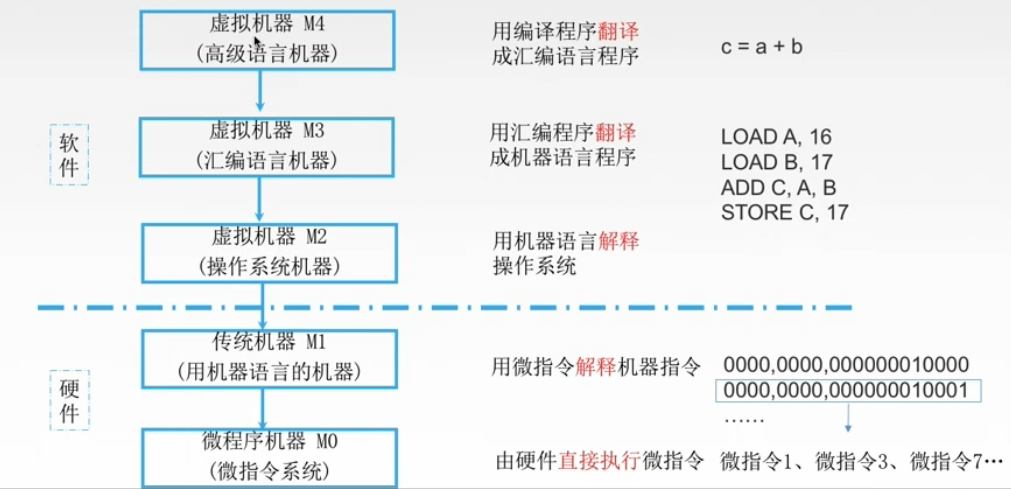 虚拟机器 M4
(高级语言机器)
用编译程序翻译
成汇编语言程序
c = a + b
软件
虚拟机器 M3
(汇编语言机器)
用汇编程序翻译
成机器语言程序
LOAD A, 16
LOAD B, 17
ADD C, A, B
STORE C, 17
虚拟机器 M2
(操作系统机器)
用机器语言解释
操作系统
硬件
传统机器 M1
(用机器语言的机器)
用微指令解释机器指令
0000,0000,000000010000
0000,0000,000000010001
……
微程序机器 M0
(微指令系统)
由硬件直接执行微指令
微指令1、微指令3、微指令7…